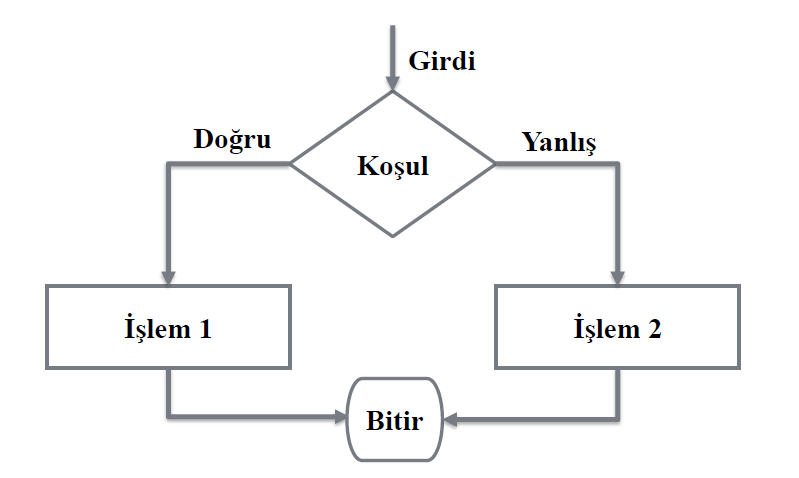 Girdi
Doğru
Yanlış
Koşul
İşlem 1
İşlem 2
Bitir